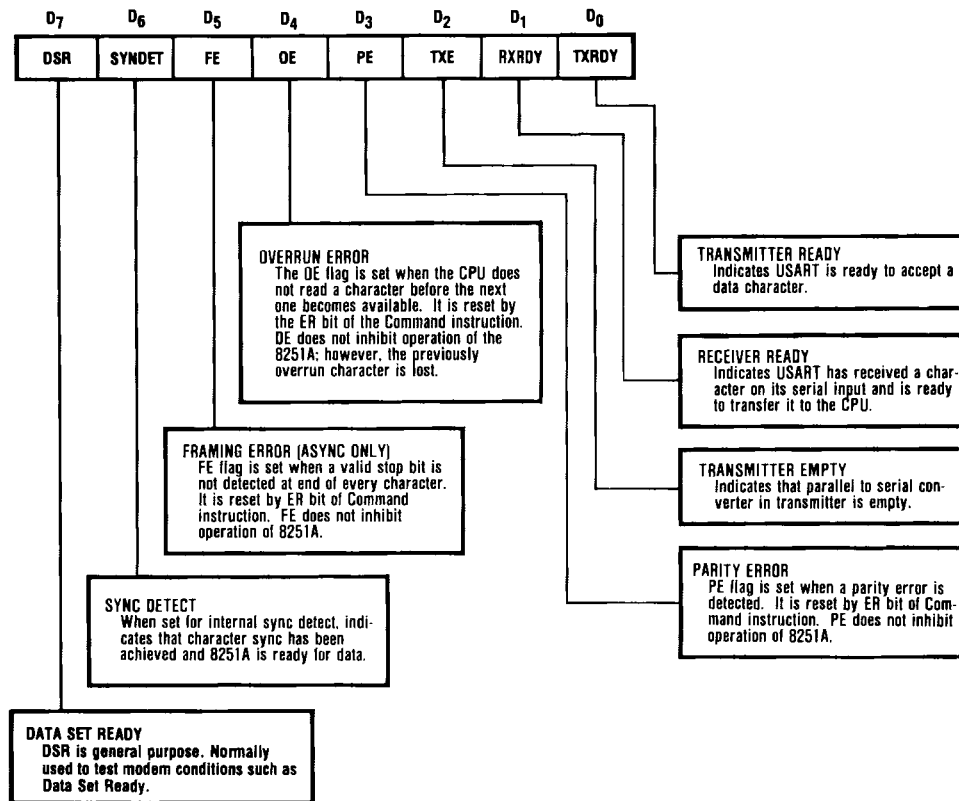 D7 D6 D5 D4 D3 D2 D1 D0
DSR SYNDET FE OE PE TXE RXRDY TXRDY
OVERRUN ERROR
The OE flag is set when the CPU does
not read a character before the next
one becomes available. It is reset by
the ER bit of the Command instruction.
OE does not inhibit operation of the
8251A; however, the previously
overrun character is lost.
TRANSMITTER READY
Indicates USART is ready to accept a
data character.
RECEIVER READY
Indicates USART has received a char-
acter on its serial input and is ready
to transfer it to the CPU.
FRAMING ERROR (ASYNC ONLY)
FE flag is set when a valid stop bit is
not detected at end of every character.
It is reset by ER bit of Command
instruction. FE does not inhibit
operation of 8251A.
TRANSMITTER EMPTY
Indicates that parallel to serial con-
verter in transmitter is empty.
PARITY ERROR
PE flag is set when a parity error is
detected. It is reset by ER bit of Com-
mand instruction. PE does not inhibit
operation of 8251A.
SYNC DETECT
When set for internal sync detect, indi-
cates that character sync has been
achieved and 8251A is ready for data.
DATA SET READY
DSR is general purpose. Normally
used to test modem conditions such as
Data Set Ready.